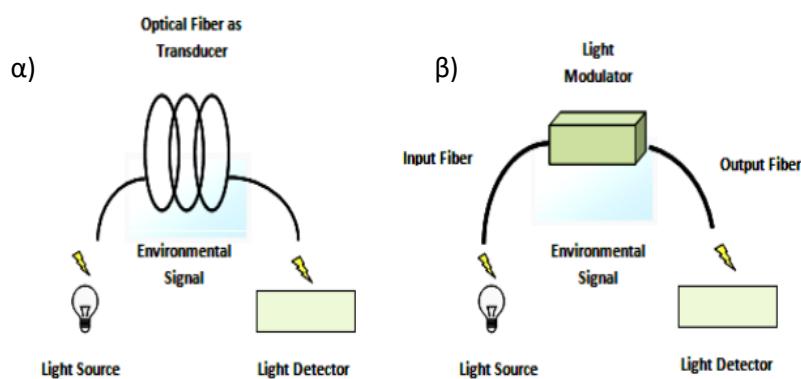 α)
Optical Fiber as
Transducer
Environmental
Signal
Light Source
Light Detector
β)
Light
Modulator
Input Fiber
Output Fiber
Environmental
Signal
Light Source
Light Detector